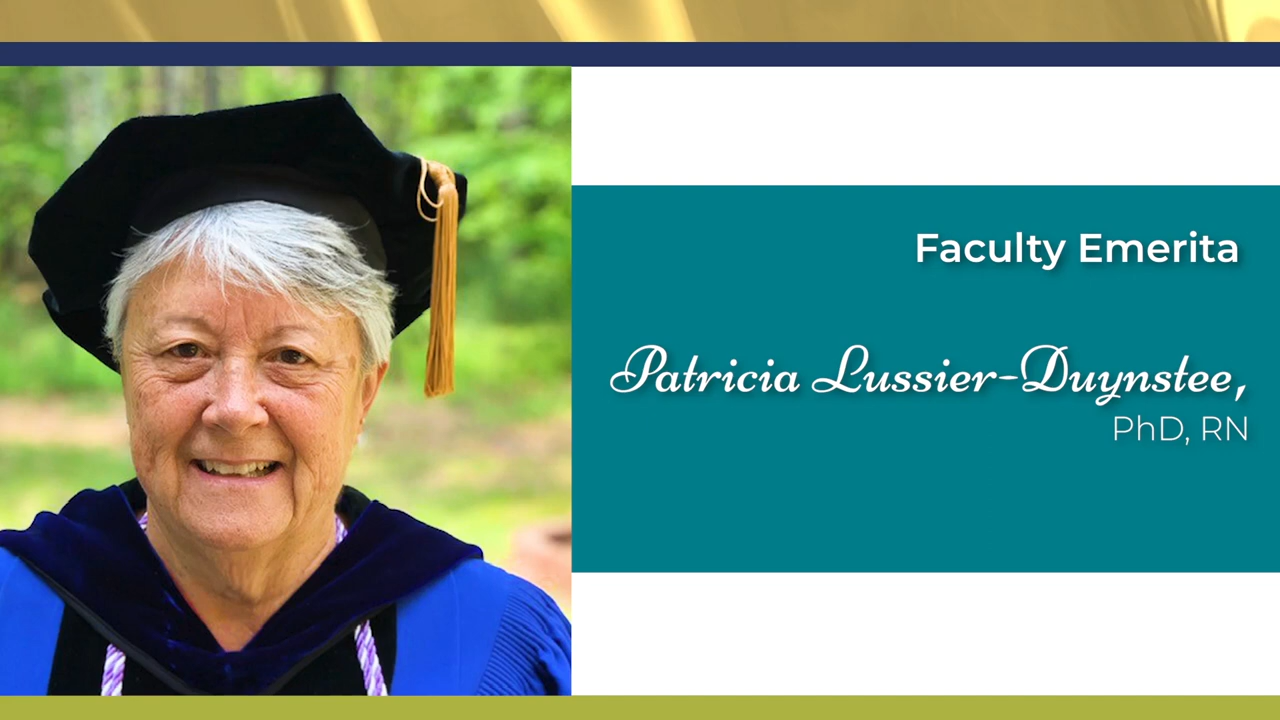 Faculty Emerita
Patricia Lussier-Duynstee,
PhD, RN